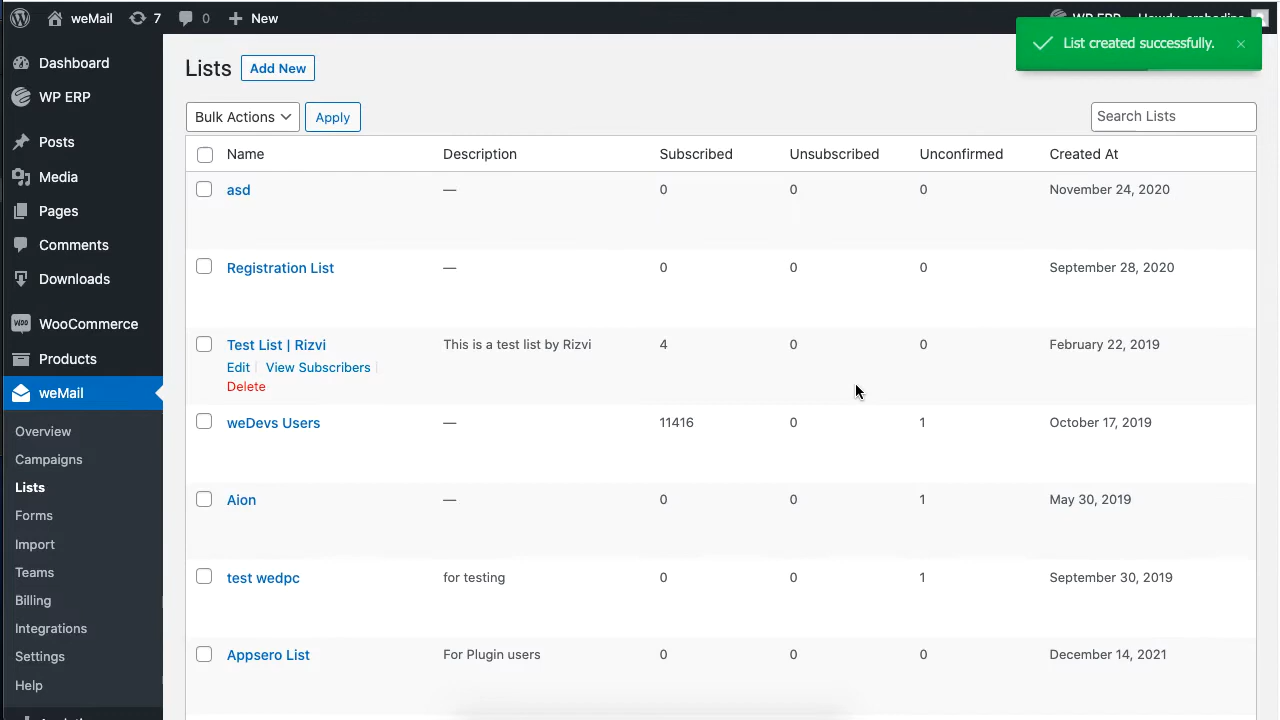 weMail 7 0 New
List created successfully. ×
Dashboard
WP ERP
Posts
Media
Pages
Comments
Downloads
WooCommerce
Products
weMail
Overview
Campaigns
Lists
Forms
Import
Teams
Billing
Integrations
Settings
Help
Lists Add New
Bulk Actions Apply Search Lists
Name Description Subscribed Unsubscribed Unconfirmed Created At
asd — 0 0 0 November 24, 2020
Registration List — 0 0 0 September 28, 2020
Test List | Rizvi This is a test list by Rizvi 4 0 0 February 22, 2019
Edit | View Subscribers |
Delete
weDevs Users — 11416 0 1 October 17, 2019
Aion — 0 0 1 May 30, 2019
test wedpc for testing 0 0 1 September 30, 2019
Appsero List For Plugin users 0 0 0 December 14, 2021